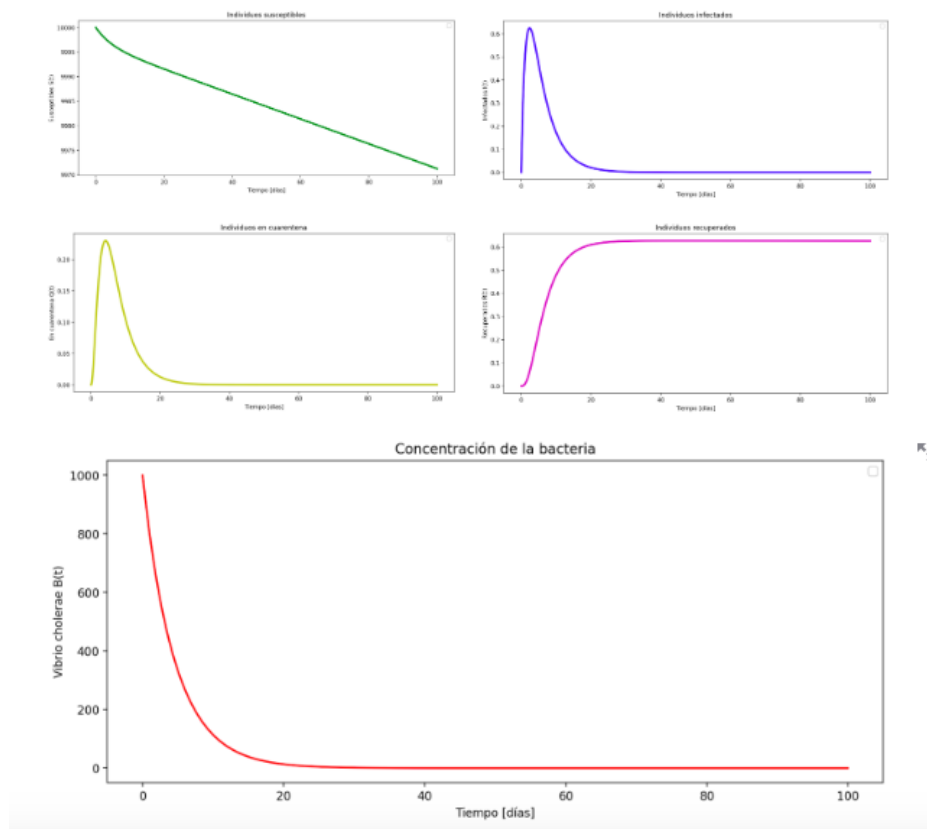 Individuos susceptibles
10000
9995
9990
9985
9980
9975
9970
Susceptibles S(t)
0 20 40 60 80 100
Tiempo [días]
Individuos infectados
0.6
0.5
0.4
0.3
0.2
0.1
0.0
Infectados I(t)
0 20 40 60 80 100
Tiempo [días]
Individuos en cuarentena
0.20
0.15
0.10
0.05
0.00
En cuarentena Q(t)
0 20 40 60 80 100
Tiempo [días]
Individuos recuperados
0.6
0.5
0.4
0.3
0.2
0.1
0.0
Recuperados R(t)
0 20 40 60 80 100
Tiempo [días]
Concentración de la bacteria
1000
800
600
400
200
0
Vibrio cholerae B(t)
0 20 40 60 80 100
Tiempo [días]